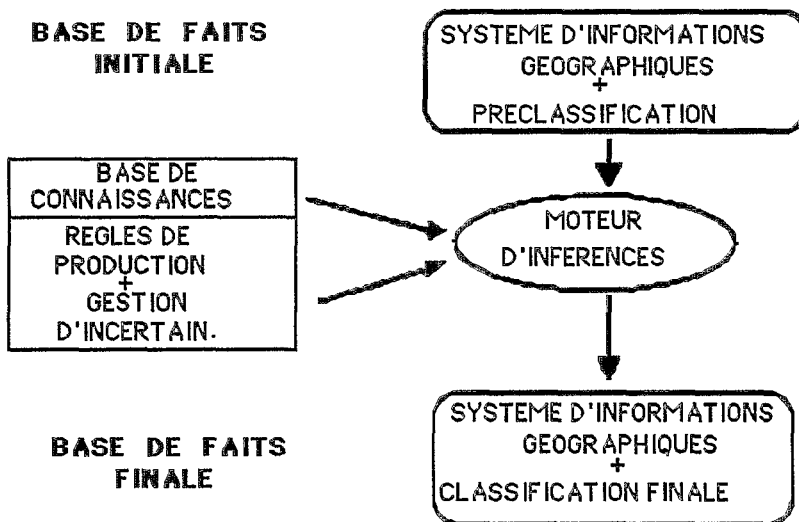 BASE DE FAITS
INITIALE
SYSTEME D'INFORMATIONS
GEOGRAPHIQUES
+
PRECLASSIFICATION
BASE DE
CONNAISSANCES
REGLES DE
PRODUCTION
+
GESTION
D'INCERTAIN.
MOTEUR
D'INFERENCES
BASE DE FAITS
FINALE
SYSTEME D'INFORMATIONS
GEOGRAPHIQUES
+
CLASSIFICATION FINALE